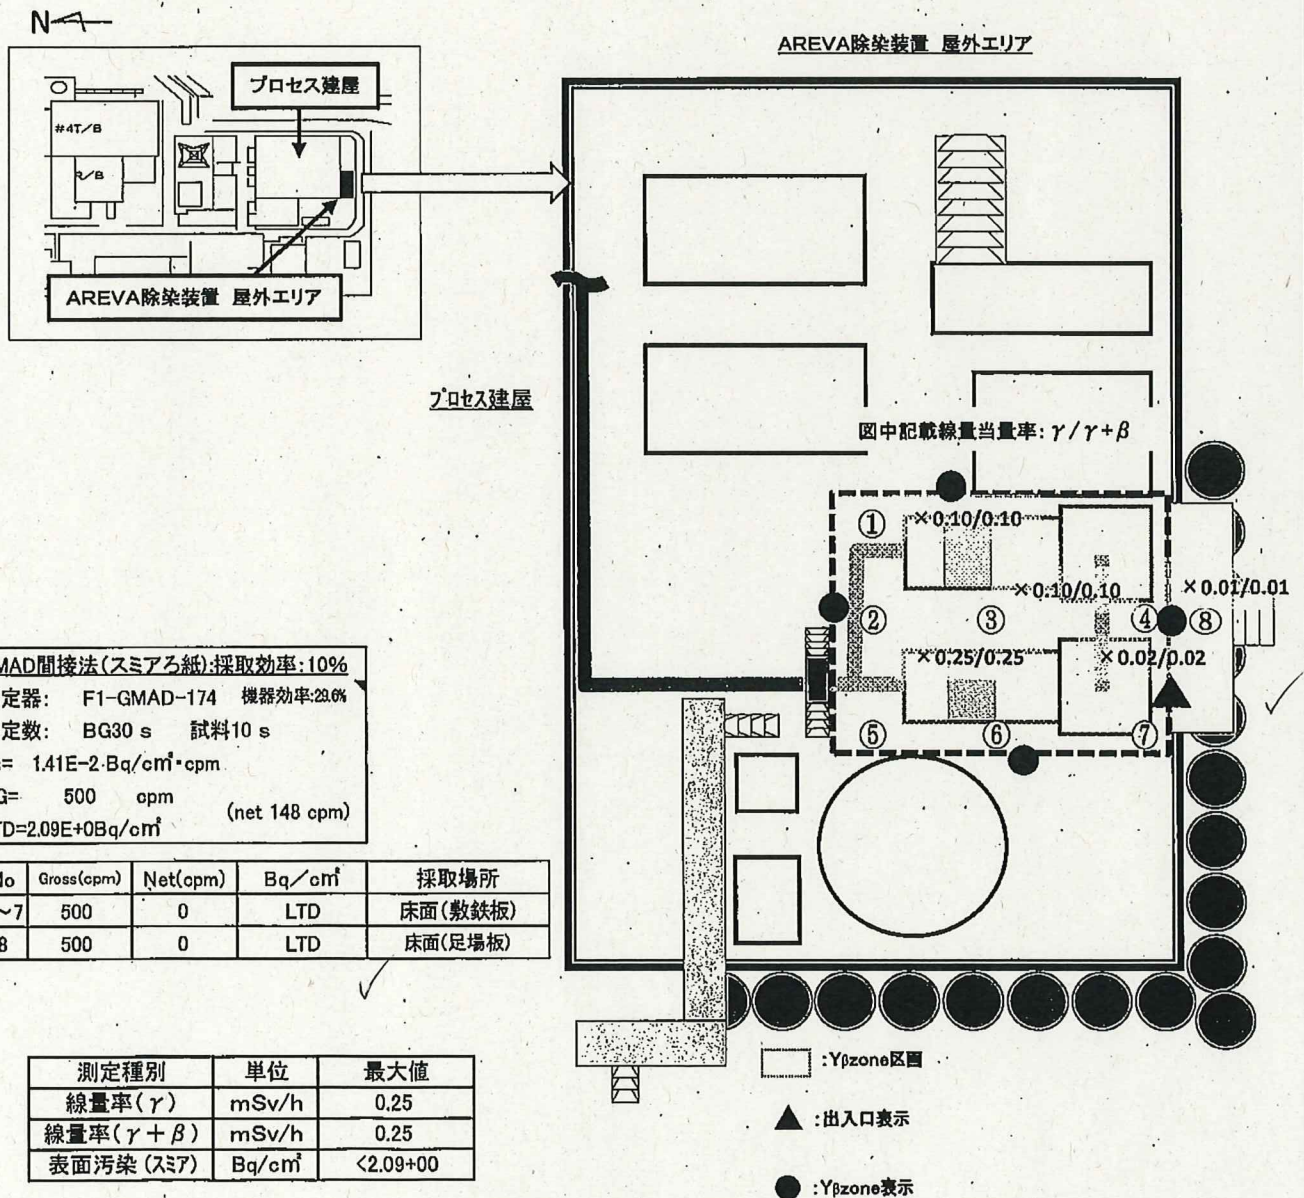 N
AREVA除染装置 屋外エリア
プロセス建屋
#4T/B
R/B
AREVA除染装置 屋外エリア
プロセス建屋
図中記載線量当量率:γ/γ+β
①
×0.10/0.10
×0.10/0.10
×0.01/0.01
②
③
④
⑧
×0.25/0.25
×0.02/0.02
⑤
⑥
⑦
MAD間接法(スミアろ紙):採取効率:10%
定器: F1-GMAD-174 機器効率:29.6%
定数: BG30 s 試料10 s
= 1.41E-2 Bq/cm²・cpm
G= 500 cpm
(net 148 cpm)
TD=2.09E+0Bq/cm²
No Gross(cpm) Net(cpm) Bq/cm² 採取場所
~7 500 0 LTD 床面(敷鉄板)
8 500 0 LTD 床面(足場板)
測定種別 単位 最大値
線量率(γ) mSv/h 0.25
線量率(γ+β) mSv/h 0.25
表面汚染(スミア) Bq/cm² <2.09+00
:Yβzone区画
▲:出入口表示
●:Yβzone表示